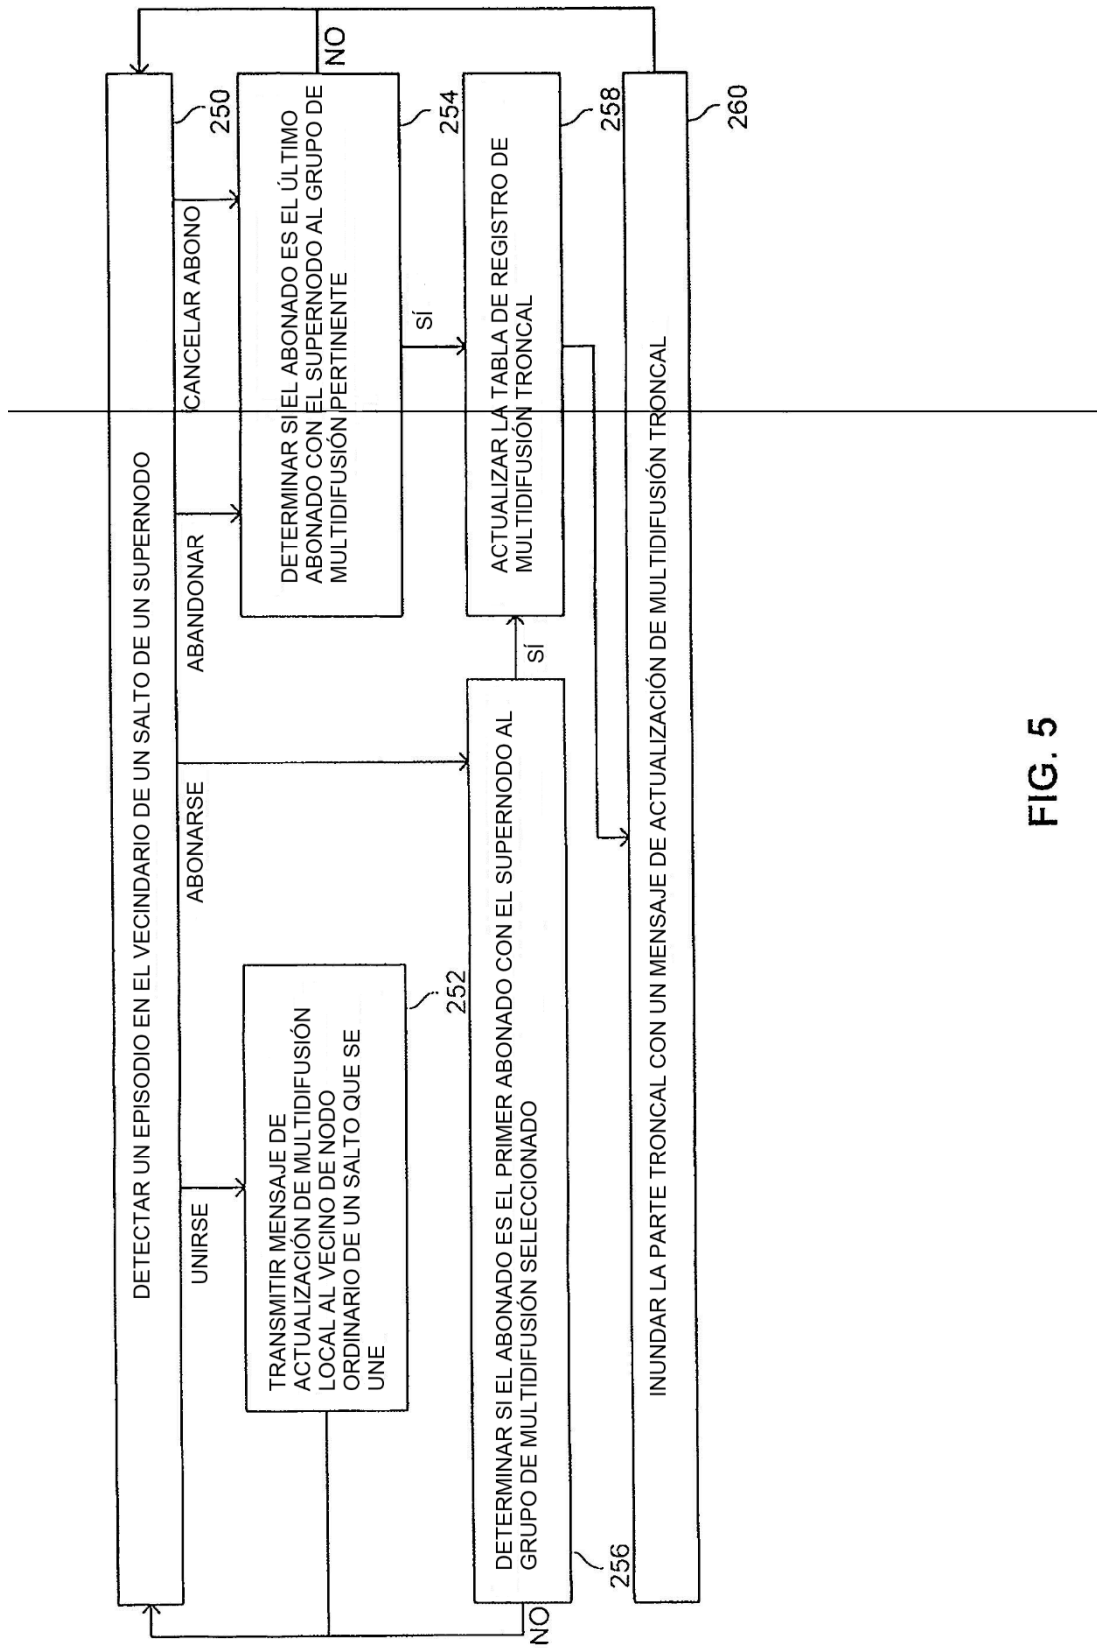 DETECTAR UN EPISODIO EN EL VECINDARIO DE UN SALTO DE UN SUPERNODO
250
UNIRSE
ABONARSE
ABANDONAR
CANCELAR ABONO
TRANSMITIR MENSAJE DE
ACTUALIZACIÓN DE MULTIDIFUSIÓN
LOCAL AL VECINO DE NODO
ORDINARIO DE UN SALTO QUE SE
UNE
252
DETERMINAR SI EL ABONADO ES EL ÚLTIMO
ABONADO CON EL SUPERNODO AL GRUPO DE
MULTIDIFUSIÓN PERTINENTE
254
NO
SÍ
DETERMINAR SI EL ABONADO ES EL PRIMER ABONADO CON EL SUPERNODO AL
GRUPO DE MULTIDIFUSIÓN SELECCIONADO
256
NO
SÍ
ACTUALIZAR LA TABLA DE REGISTRO DE
MULTIDIFUSIÓN TRONCAL
258
INUNDAR LA PARTE TRONCAL CON UN MENSAJE DE ACTUALIZACIÓN DE MULTIDIFUSIÓN TRONCAL
260
FIG. 5